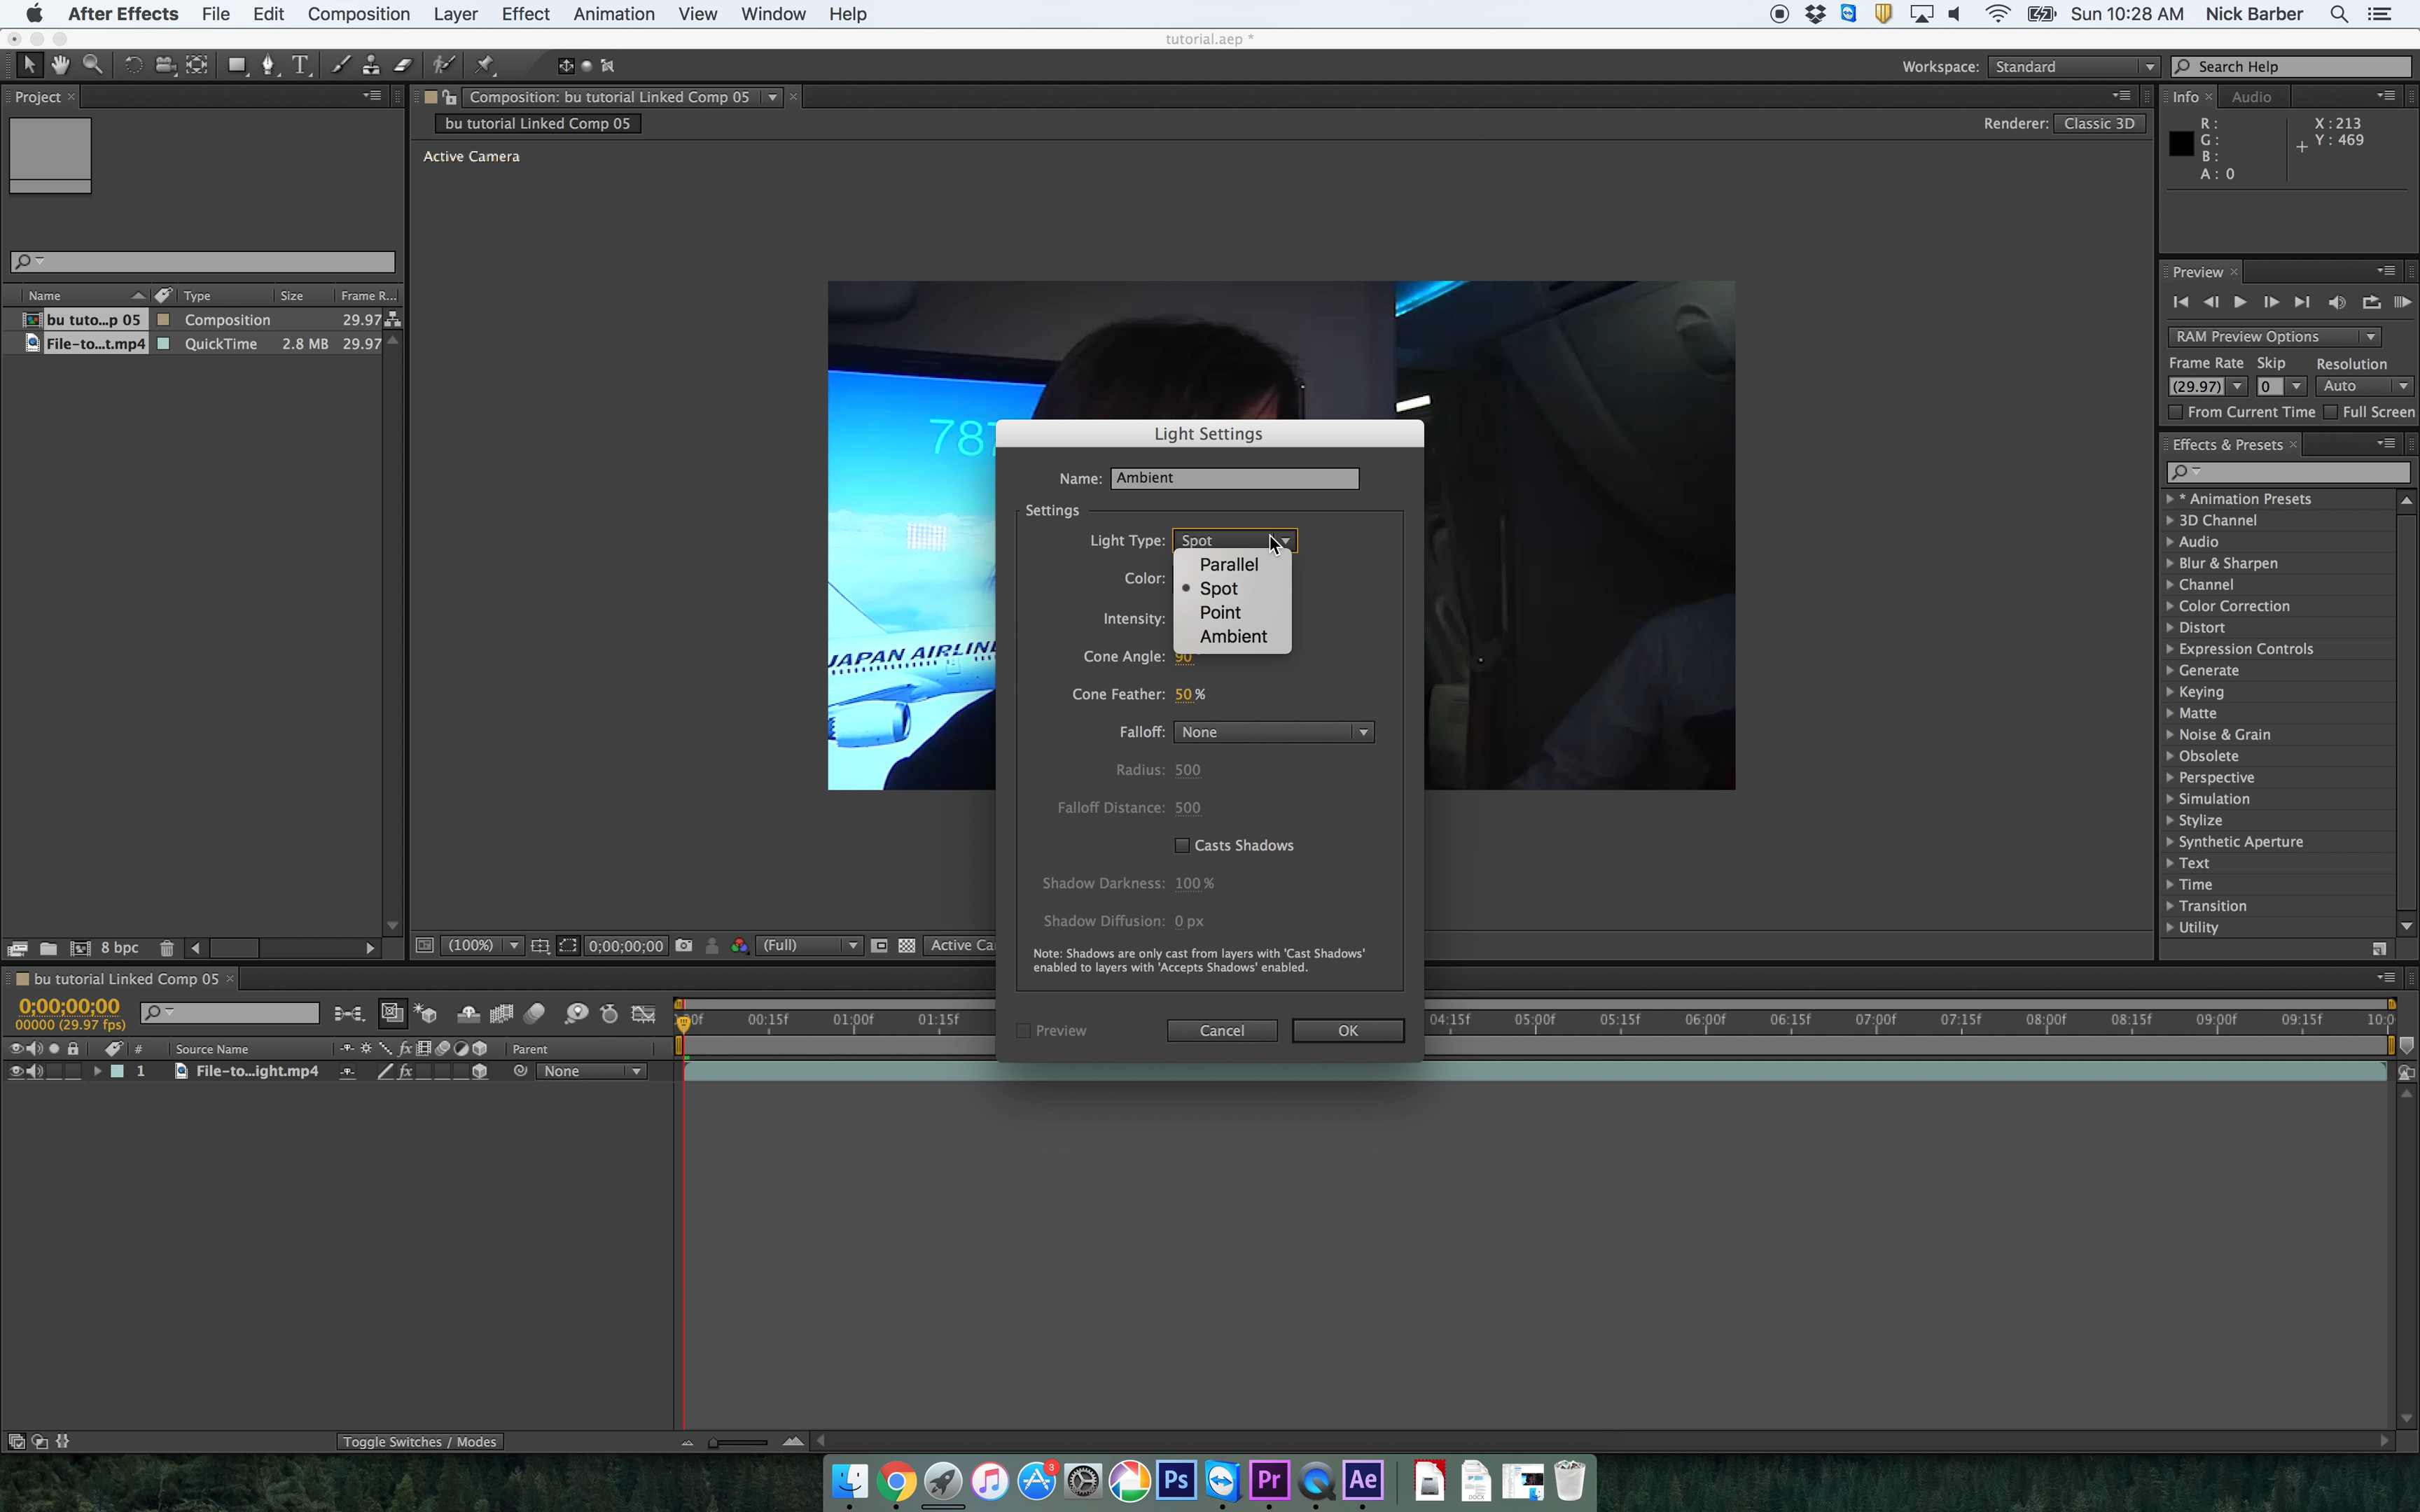 After Effects File Edit Composition Layer Effect Animation View Window Help Sun 10:28 AM Nick Barber
tutorial.aep *
T Workspace: Standard Search Help
Project
Composition: bu tutorial Linked Comp 05
bu tutorial Linked Comp 05
Renderer: Classic 3D
Active Camera
Info Audio
R : X : 213
G : Y : 469
B :
A : 0
Name Type Size Frame R...
bu tuto...p 05 Composition 29.97
File-to...t.mp4 QuickTime 2.8 MB 29.97
Preview
RAM Preview Options
Frame Rate Skip Resolution
(29.97) 0 Auto
From Current Time Full Screen
Effects & Presets
* Animation Presets
3D Channel
Audio
Blur & Sharpen
Channel
Color Correction
Distort
Expression Controls
Generate
Keying
Matte
Noise & Grain
Obsolete
Perspective
Simulation
Stylize
Synthetic Aperture
Text
Time
Transition
Utility
787
JAPAN AIRLIN
Light Settings
Name: Ambient
Settings
Light Type: Spot
Parallel
Spot
Point
Ambient
Color:
Intensity:
Cone Angle: 90
Cone Feather: 50 %
Falloff: None
Radius: 500
Falloff Distance: 500
Casts Shadows
Shadow Darkness: 100 %
Shadow Diffusion: 0 px
Note: Shadows are only cast from layers with 'Cast Shadows'
enabled to layers with 'Accepts Shadows' enabled.
Preview Cancel OK
8 bpc
(100%) 0;00;00;00 (Full) Active Ca
bu tutorial Linked Comp 05
0;00;00;00
00000 (29.97 fps)
00:15f 01:00f 01:15f 04:15f 05:00f 05:15f 06:00f 06:15f 07:00f 07:15f 08:00f 08:15f 09:00f 09:15f 10:0
# Source Name fx Parent
1 File-to...ight.mp4 fx None
Toggle Switches / Modes
3 Ps Pr Ae